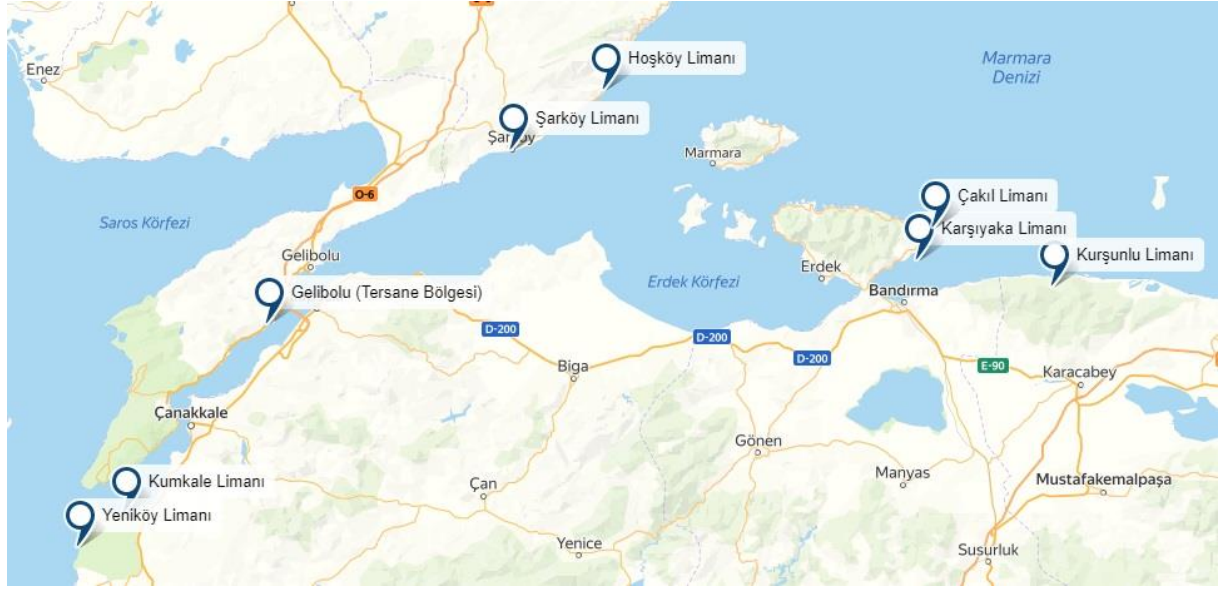 Enez
Hoşköy Limanı
Marmara
Denizi
Şarköy Limanı
Şarköy
Marmara
O-6
Saros Körfezi
Çakıl Limanı
Karşıyaka Limanı
Gelibolu
Kurşunlu Limanı
Erdek
Erdek Körfezi
Gelibolu (Tersane Bölgesi)
Bandırma
D-200
D-200
D-200
E-90
Biga
Karacabey
Çanakkale
Gönen
Manyas
Mustafakemalpaşa
Çan
Kumkale Limanı
Yeniköy Limanı
Yenice
Susurluk